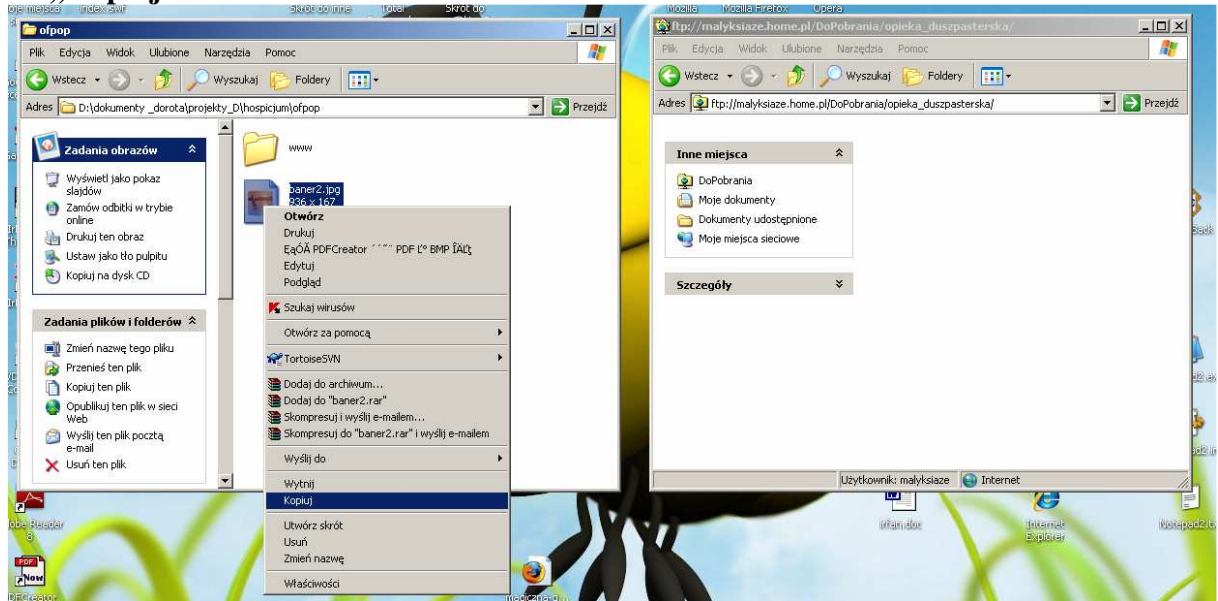 Mozilla Mozilla Firefox Opera
ofpop
Plik Edycja Widok Ulubione Narzędzia Pomoc
Wstecz Wyszukaj Foldery
Adres D:\dokumenty _dorota\projekty_D\hospicjum\ofpop Przejdź
Zadania obrazów
Wyświetl jako pokaz
slajdów
Zamów odbitki w trybie
online
Drukuj ten obraz
Ustaw jako tło pulpitu
Kopiuj na dysk CD
Zadania plików i folderów
Zmień nazwę tego pliku
Przenieś ten plik
Kopiuj ten plik
Opublikuj ten plik w sieci
Web
Wyślij ten plik pocztą
e-mail
Usuń ten plik
www
baner2.jpg
936 x 167
Otwórz
Drukuj
EąÓÄ PDFCreator ´´˝¨ PDF Ľº BMP ÎÄĽţ
Edytuj
Podgląd
Szukaj wirusów
Otwórz za pomocą
TortoiseSVN
Dodaj do archiwum...
Dodaj do "baner2.rar"
Skompresuj i wyślij e-mailem...
Skompresuj do "baner2.rar" i wyślij e-mailem
Wyślij do
Wytnij
Kopiuj
Utwórz skrót
Usuń
Zmień nazwę
Właściwości
ftp://malyksiaze.home.pl/DoPobrania/opieka_duszpasterska/
Plik Edycja Widok Ulubione Narzędzia Pomoc
Wstecz Wyszukaj Foldery
Adres ftp://malyksiaze.home.pl/DoPobrania/opieka_duszpasterska/ Przejdź
Inne miejsca
DoPobrania
Moje dokumenty
Dokumenty udostępnione
Moje miejsca sieciowe
Szczegóły
Użytkownik: malyksiaze Internet
Internet
Explorer